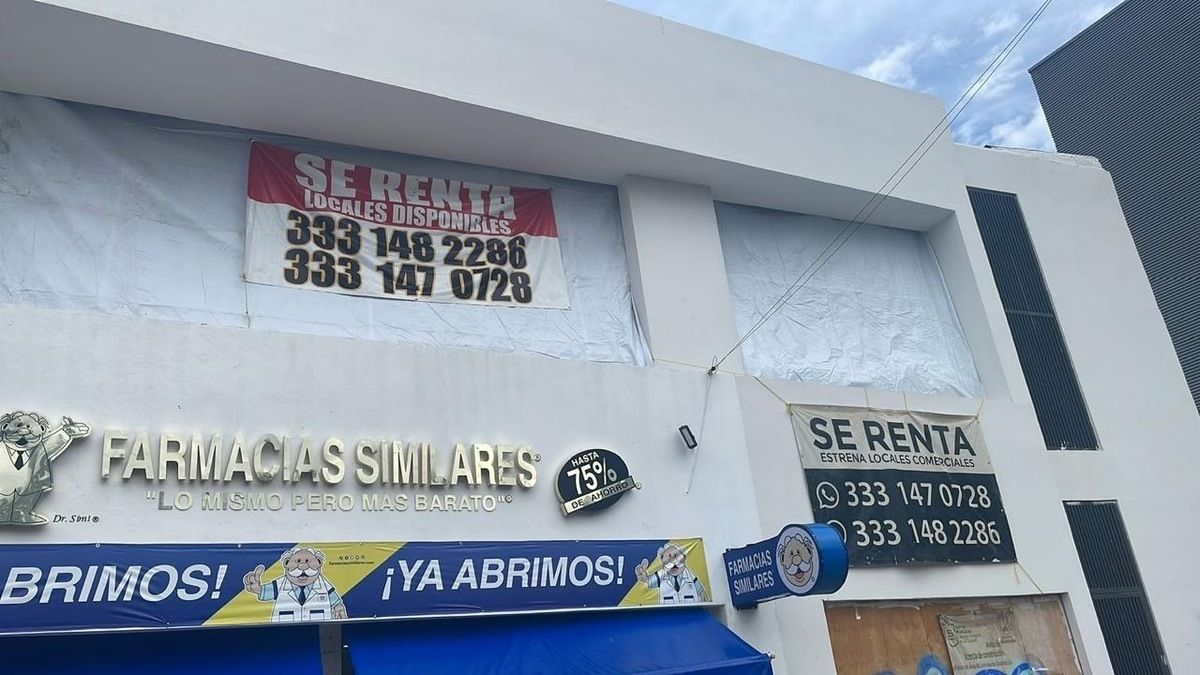 SE RENTA
LOCALES DISPONIBLES
333 148 2286
333 147 0728
FARMACIAS SIMILARES
"LO MISMO PERO MAS BARATO"
Dr. Simi®
HASTA
75%
DE AHORRO
SE RENTA
ESTRENA LOCALES COMERCIALES
333 147 0728
333 148 2286
BRIMOS!
¡YA ABRIMOS!
FARMACIAS
SIMILARES